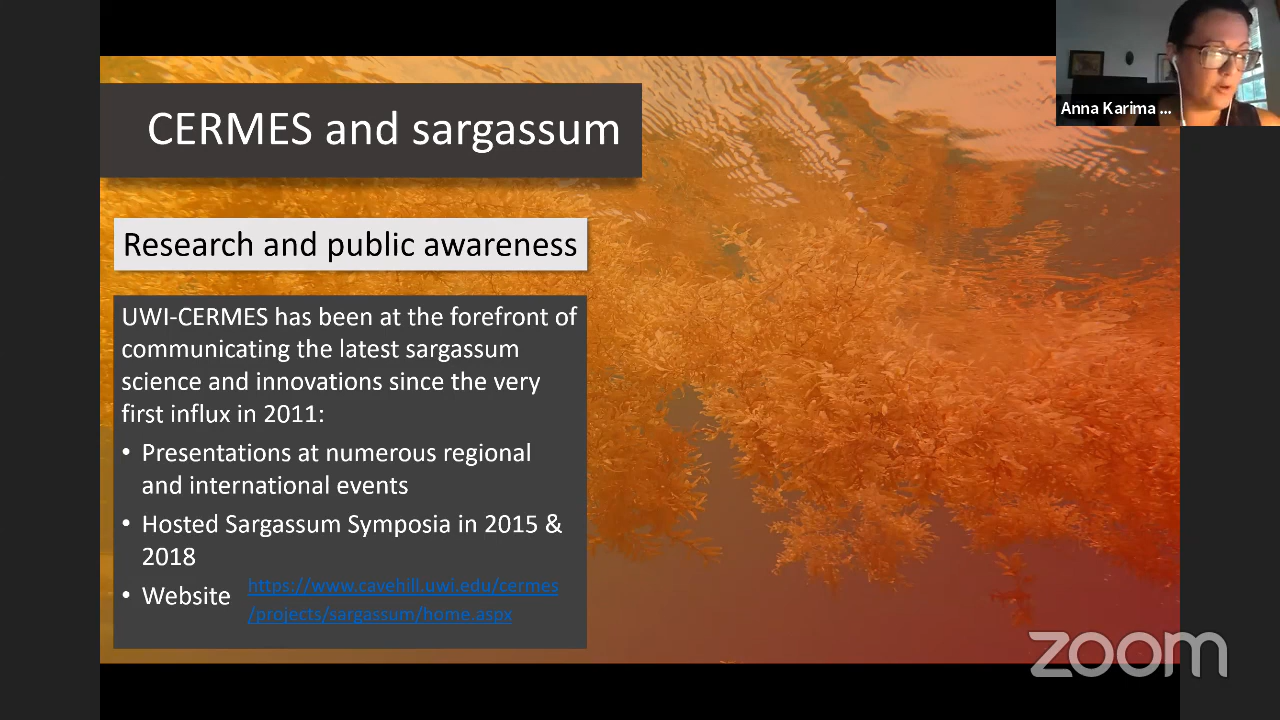 CERMES and sargassum
Anna Karima ...
Research and public awareness
UWI-CERMES has been at the forefront of
communicating the latest sargassum
science and innovations since the very
first influx in 2011:
• Presentations at numerous regional
and international events
• Hosted Sargassum Symposia in 2015 &
2018
• Website https://www.cavehill.uwi.edu/cermes
/projects/sargassum/home.aspx
zoom